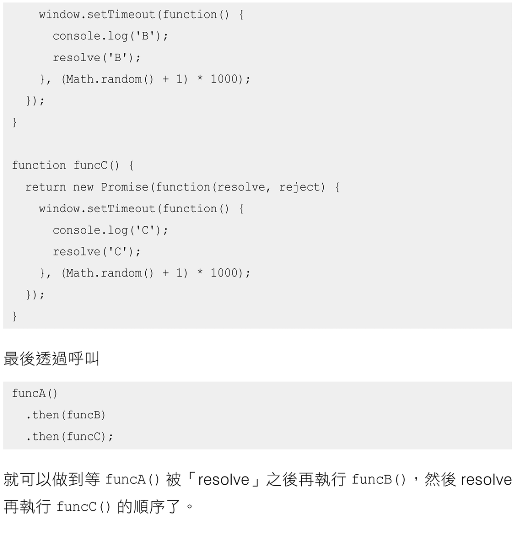 window.setTimeout(function() {
      console.log('B');
      resolve('B');
    }, (Math.random() + 1) * 1000);
  });
}

function funcC() {
  return new Promise(function(resolve, reject) {
    window.setTimeout(function() {
      console.log('C');
      resolve('C');
    }, (Math.random() + 1) * 1000);
  });
}
最後透過呼叫
funcA()
  .then(funcB)
  .then(funcC);
就可以做到等 funcA() 被「resolve」之後再執行 funcB()，然後 resolve
再執行 funcC() 的順序了。